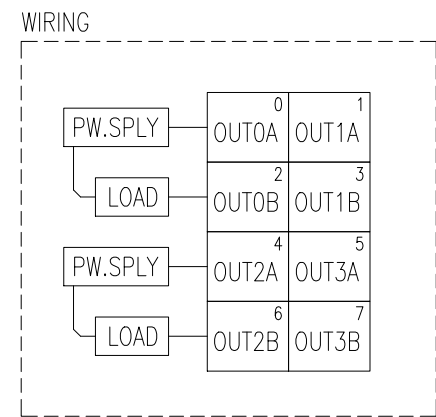 WIRING
0 1
PW.SPLY OUT0A OUT1A
2 3
LOAD OUT0B OUT1B
4 5
PW.SPLY OUT2A OUT3A
6 7
LOAD OUT2B OUT3B